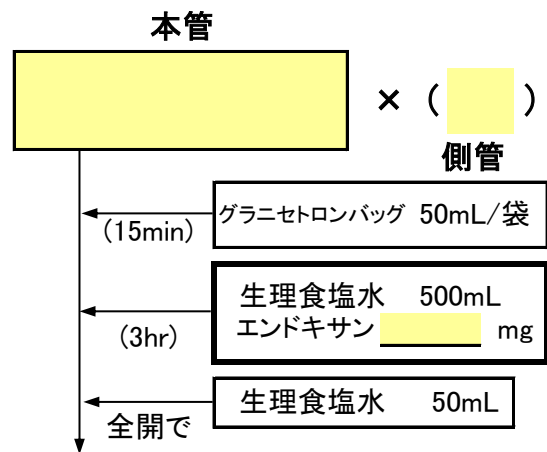 本管
× ( )
側管
グラニセトロンバッグ 50mL/袋
(15min)
生理食塩水 500mL
エンドキサン mg
(3hr)
生理食塩水 50mL
全開で